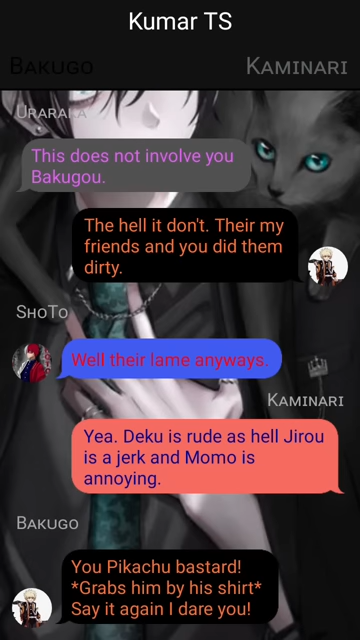 Kumar TS
Bakugo
Kaminari
Uraraka
This does not involve you
Bakugou.
The hell it don't. Their my
friends and you did them
dirty.
ShoTo
Well their lame anyways.
Kaminari
Yea. Deku is rude as hell Jirou
is a jerk and Momo is
annoying.
Bakugo
You Pikachu bastard!
*Grabs him by his shirt*
Say it again I dare you!